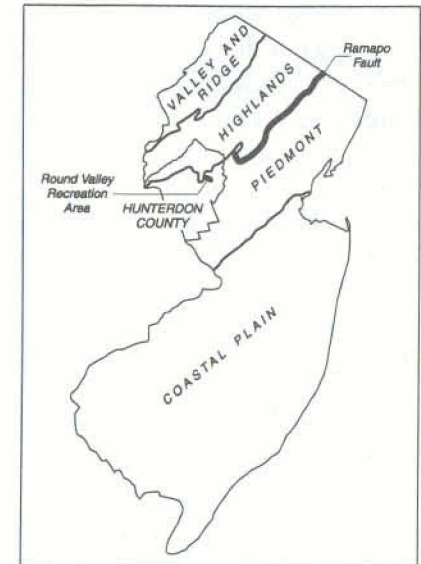 Ramapo
Fault
VALLEY AND
RIDGE
HIGHLANDS
PIEDMONT
Round Valley
Recreation
Area
HUNTERDON
COUNTY
COASTAL PLAIN